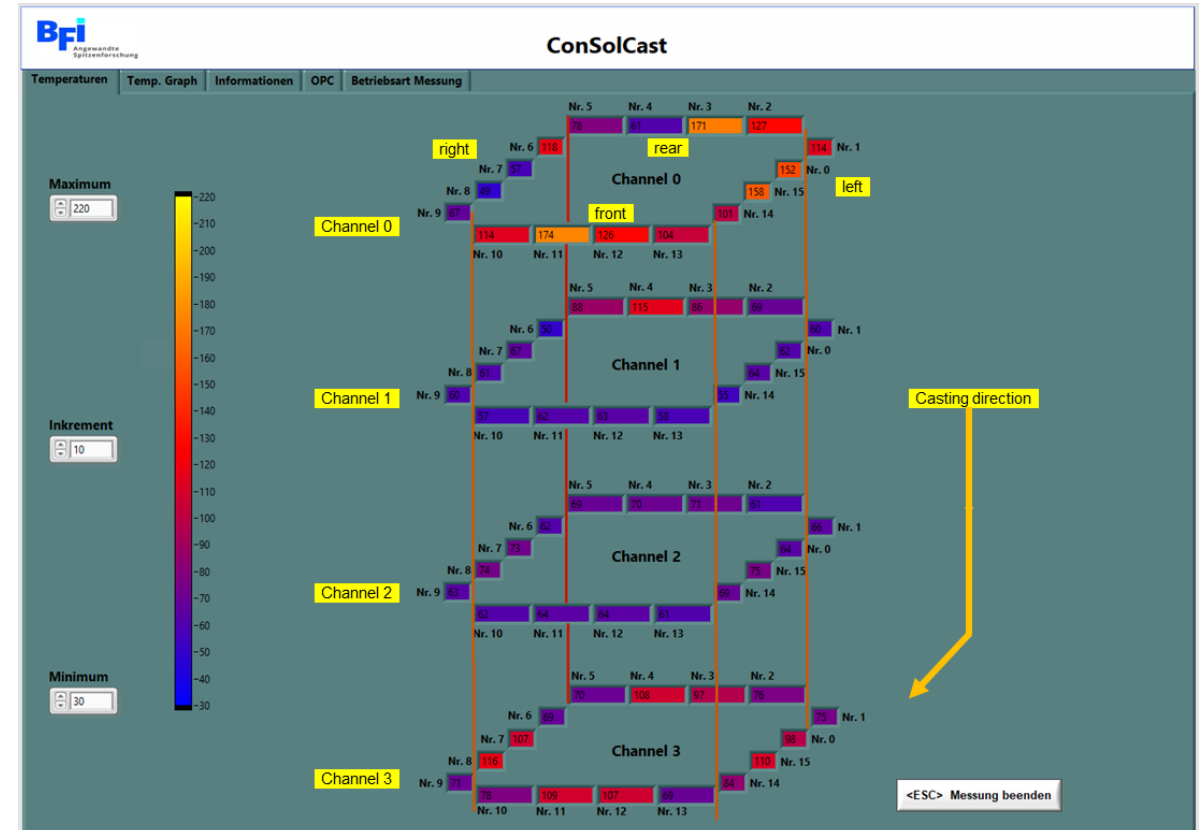 BFi
Angewandte
Spitzenforschung
ConSolCast
Temperaturen Temp. Graph Informationen OPC Betriebsart Messung
Nr. 5 Nr. 4 Nr. 3 Nr. 2
78 61 171 127
right Nr. 6 118 rear 114 Nr. 1
Nr. 7 57 152 Nr. 0
Channel 0
Maximum Nr. 8 49 158 Nr. 15 left
220 Nr. 9 67 front 101 Nr. 14
Channel 0
114 174 126 104
Nr. 10 Nr. 11 Nr. 12 Nr. 13
220
210
200
190
180
170
160
150
140
130
120
110
100
90
80
70
60
50
40
30
Nr. 5 Nr. 4 Nr. 3 Nr. 2
88 115 86 69
Nr. 6 50 60 Nr. 1
Nr. 7 67 62 Nr. 0
Channel 1
Nr. 8 61 64 Nr. 15
Channel 1 Nr. 9 60 55 Nr. 14
Casting direction
57 62 63 58
Nr. 10 Nr. 11 Nr. 12 Nr. 13
Inkrement
10
Nr. 5 Nr. 4 Nr. 3 Nr. 2
69 70 71 61
Nr. 6 62 66 Nr. 1
Nr. 7 73 64 Nr. 0
Channel 2
Nr. 8 74 75 Nr. 15
Channel 2 Nr. 9 63 69 Nr. 14
62 64 64 61
Nr. 10 Nr. 11 Nr. 12 Nr. 13
Minimum
30
Nr. 5 Nr. 4 Nr. 3 Nr. 2
70 108 97 76
Nr. 6 69 75 Nr. 1
Nr. 7 107 98 Nr. 0
Channel 3
Nr. 8 116 110 Nr. 15
Channel 3 Nr. 9 71 84 Nr. 14
78 109 107 69
Nr. 10 Nr. 11 Nr. 12 Nr. 13
<ESC> Messung beenden